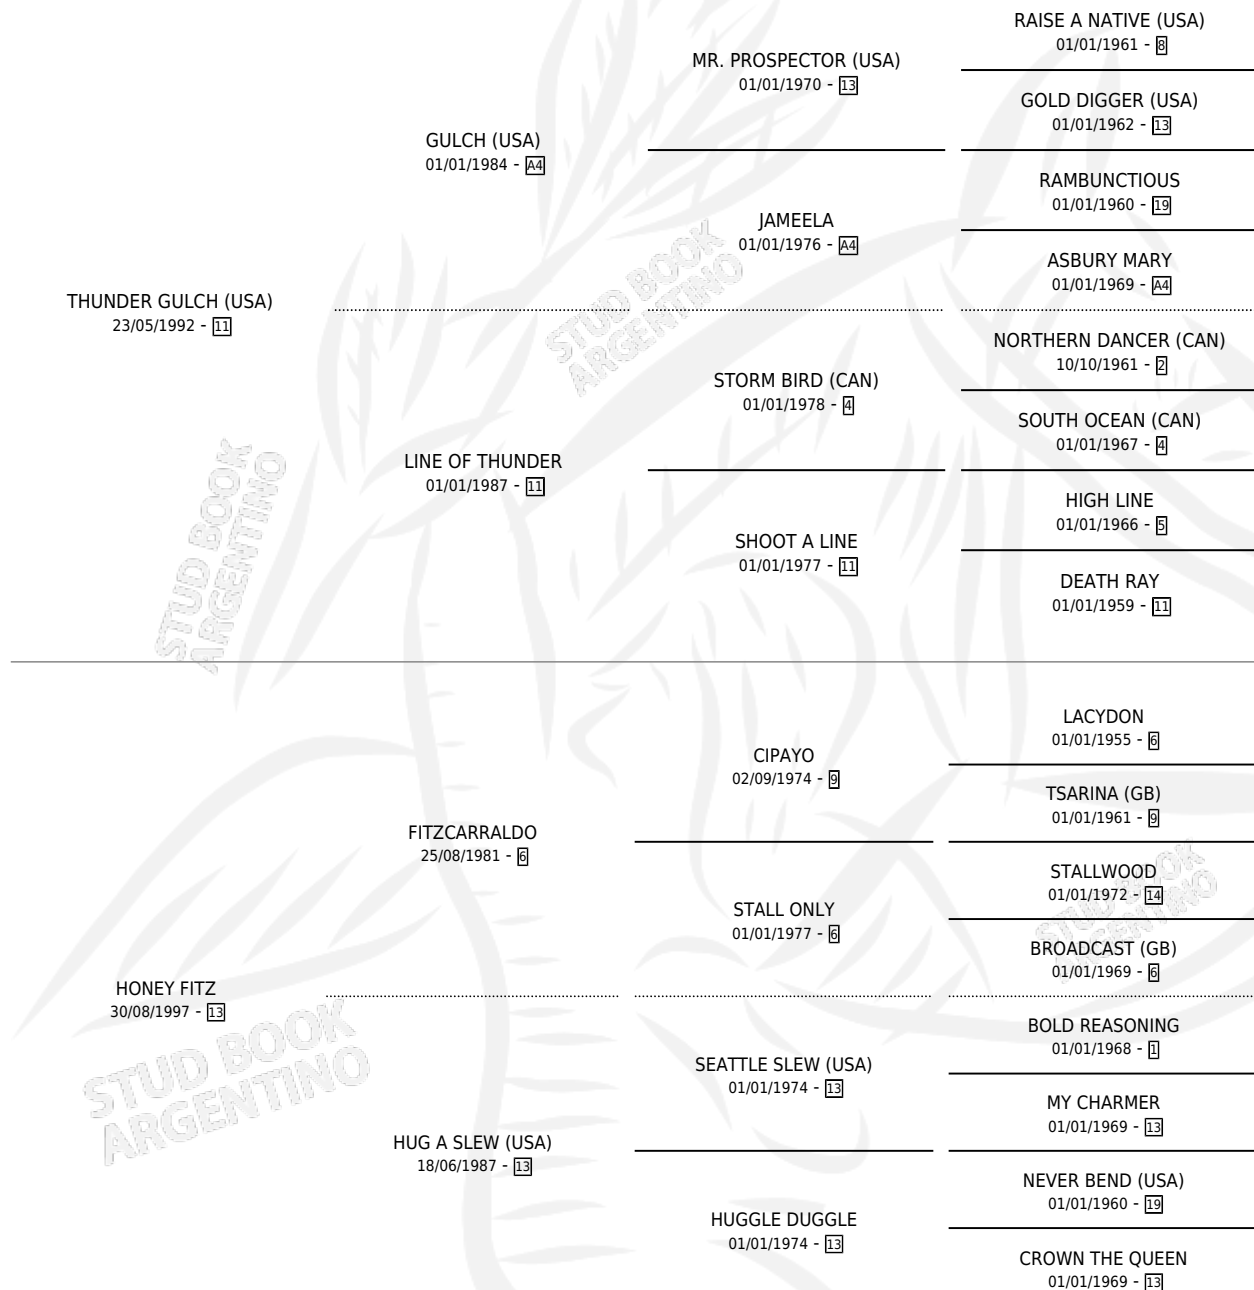 RAISE A NATIVE (USA)
01/01/1961 - 8
MR. PROSPECTOR (USA)
01/01/1970 - 13
GOLD DIGGER (USA)
01/01/1962 - 13
GULCH (USA)
01/01/1984 - A4
RAMBUNCTIOUS
01/01/1960 - 19
JAMEELA
01/01/1976 - A4
ASBURY MARY
01/01/1969 - A4
THUNDER GULCH (USA)
23/05/1992 - 11
NORTHERN DANCER (CAN)
10/10/1961 - 2
STORM BIRD (CAN)
01/01/1978 - 4
SOUTH OCEAN (CAN)
01/01/1967 - 4
LINE OF THUNDER
01/01/1987 - 11
HIGH LINE
01/01/1966 - 5
SHOOT A LINE
01/01/1977 - 11
DEATH RAY
01/01/1959 - 11
LACYDON
01/01/1955 - 6
CIPAYO
02/09/1974 - 9
TSARINA (GB)
01/01/1961 - 9
FITZCARRALDO
25/08/1981 - 6
STALLWOOD
01/01/1972 - 14
STALL ONLY
01/01/1977 - 6
BROADCAST (GB)
01/01/1969 - 6
HONEY FITZ
30/08/1997 - 13
BOLD REASONING
01/01/1968 - 1
SEATTLE SLEW (USA)
01/01/1974 - 13
MY CHARMER
01/01/1969 - 13
HUG A SLEW (USA)
18/06/1987 - 13
NEVER BEND (USA)
01/01/1960 - 19
HUGGLE DUGGLE
01/01/1974 - 13
CROWN THE QUEEN
01/01/1969 - 13
STUD BOOK
ARGENTINO
STUD BOOK
ARGENTINO
STUD BOOK
ARGENTINO
STUD BOOK
ARGENTINO